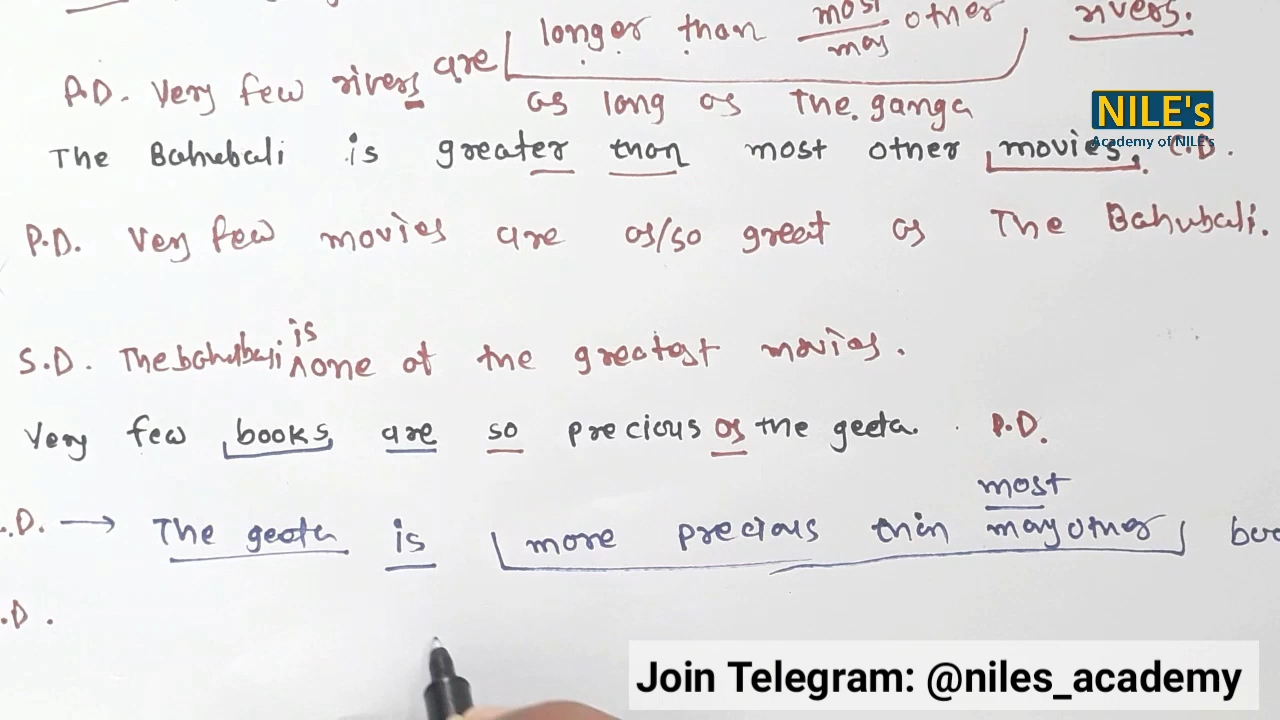 longer than most other rivers.
may
P.D. Very few rivers are as long as The ganga
NILE's
Academy of NILE's
The Bahubali is greater than most other movies. C.D.
P.D. Very few movies are as/so great as The Bahubali.
is
S.D. The bahubali ^ one of the greatest movies.
Very few books are so precious as the geeta. P.D.
most
.D. → The geeta is more precious than may other boo
.D.
Join Telegram: @niles_academy